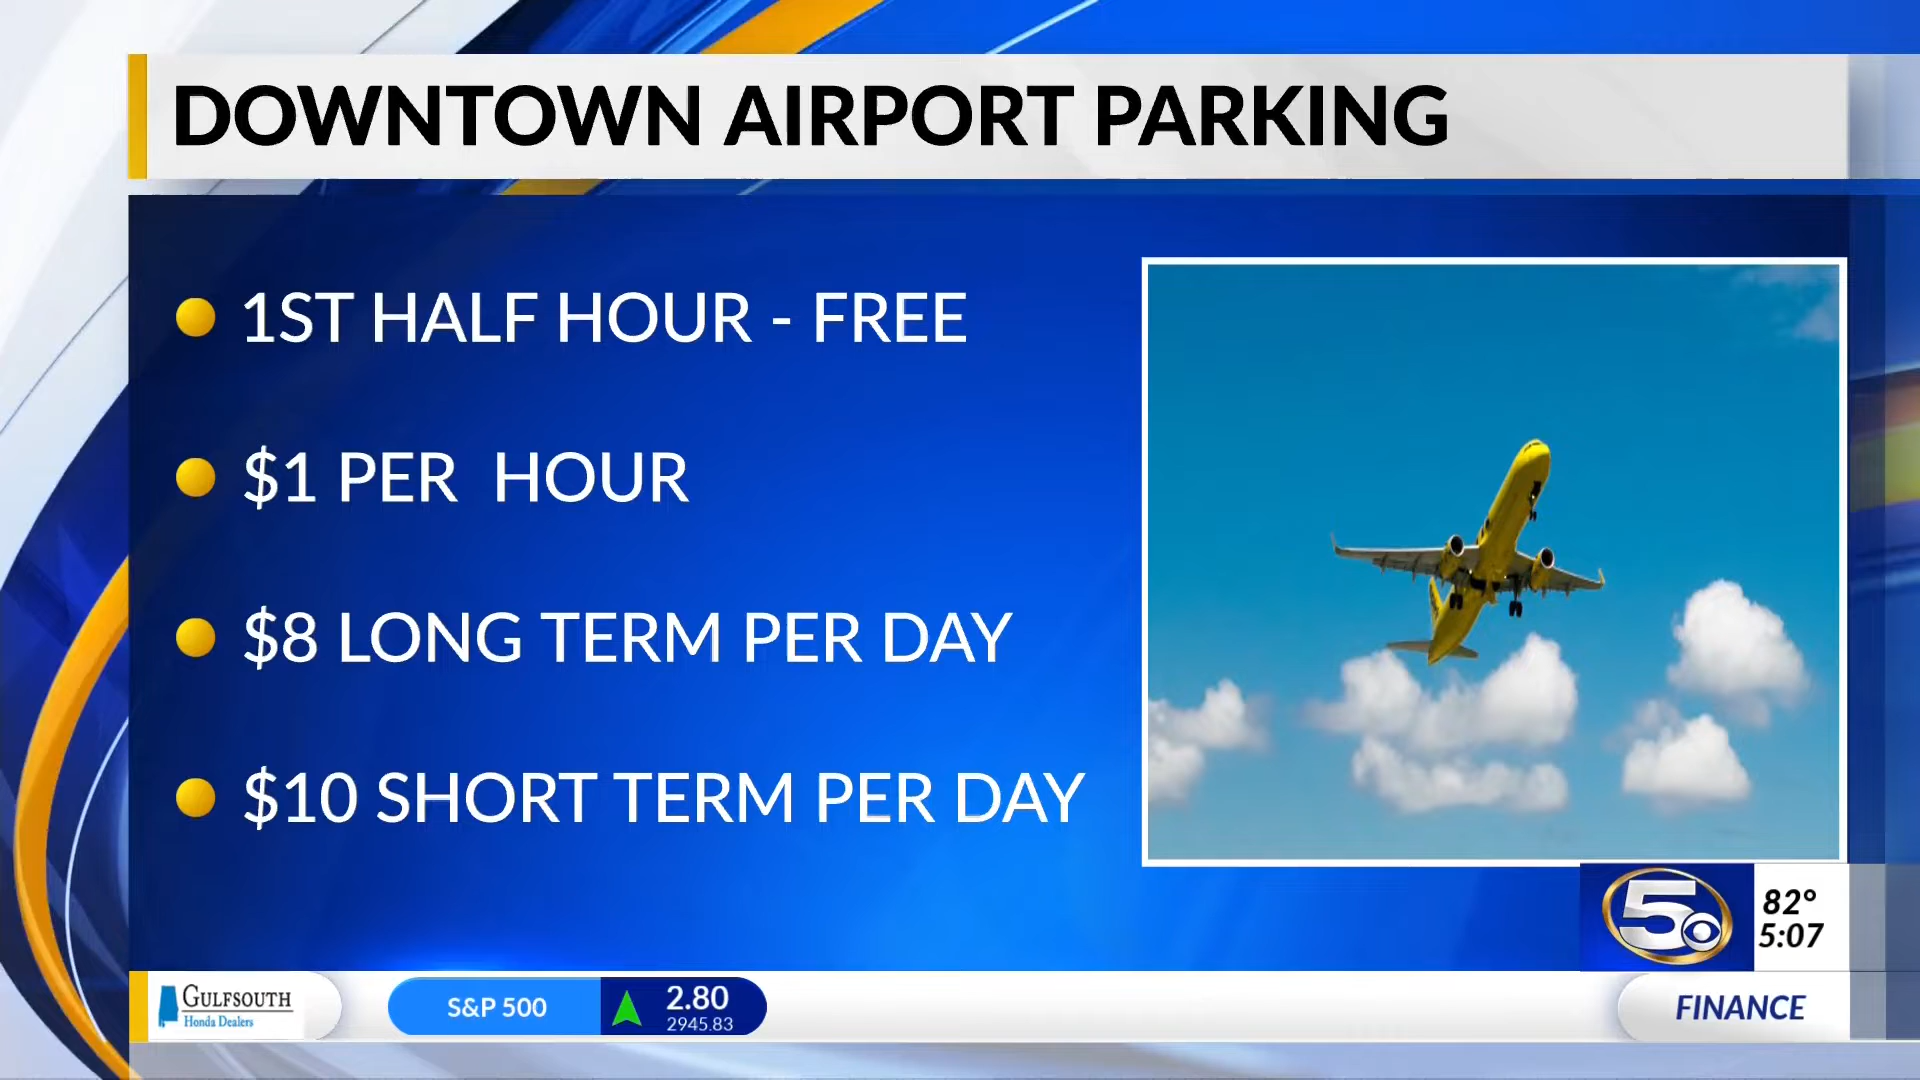 DOWNTOWN AIRPORT PARKING
1ST HALF HOUR - FREE
$1 PER HOUR
$8 LONG TERM PER DAY
$10 SHORT TERM PER DAY
5
82°
5:07
GULFSOUTH
Honda Dealers
S&P 500
2.80
2945.83
FINANCE